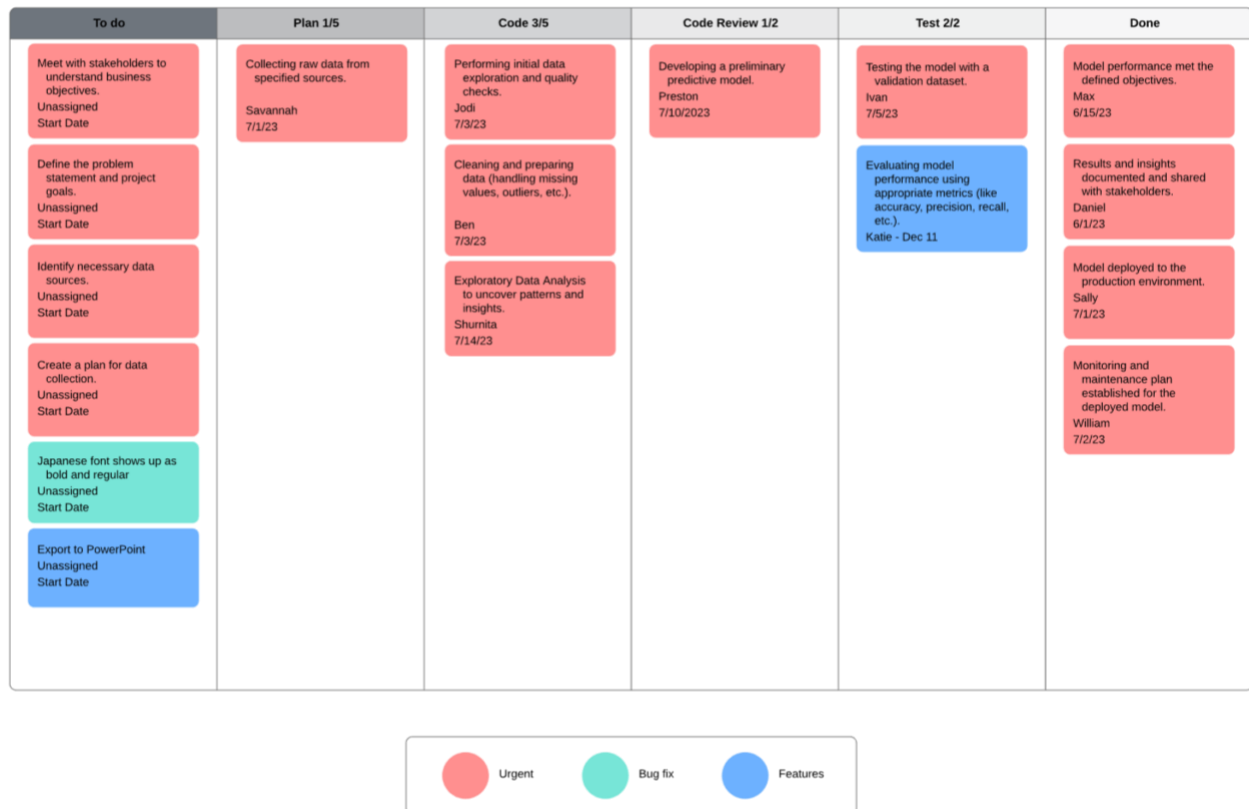 To do
Meet with stakeholders to
understand business
objectives.
Unassigned
Start Date
Define the problem
statement and project
goals.
Unassigned
Start Date
Identify necessary data
sources.
Unassigned
Start Date
Create a plan for data
collection.
Unassigned
Start Date
Japanese font shows up as
bold and regular
Unassigned
Start Date
Export to PowerPoint
Unassigned
Start Date
Plan 1/5
Collecting raw data from
specified sources.
Savannah
7/1/23
Code 3/5
Performing initial data
exploration and quality
checks.
Jodi
7/3/23
Cleaning and preparing
data (handling missing
values, outliers, etc.).
Ben
7/3/23
Exploratory Data Analysis
to uncover patterns and
insights.
Shurnita
7/14/23
Code Review 1/2
Developing a preliminary
predictive model.
Preston
7/10/2023
Test 2/2
Testing the model with a
validation dataset.
Ivan
7/5/23
Evaluating model
performance using
appropriate metrics (like
accuracy, precision, recall,
etc.).
Katie - Dec 11
Done
Model performance met the
defined objectives.
Max
6/15/23
Results and insights
documented and shared
with stakeholders.
Daniel
6/1/23
Model deployed to the
production environment.
Sally
7/1/23
Monitoring and
maintenance plan
established for the
deployed model.
William
7/2/23
Urgent
Bug fix
Features